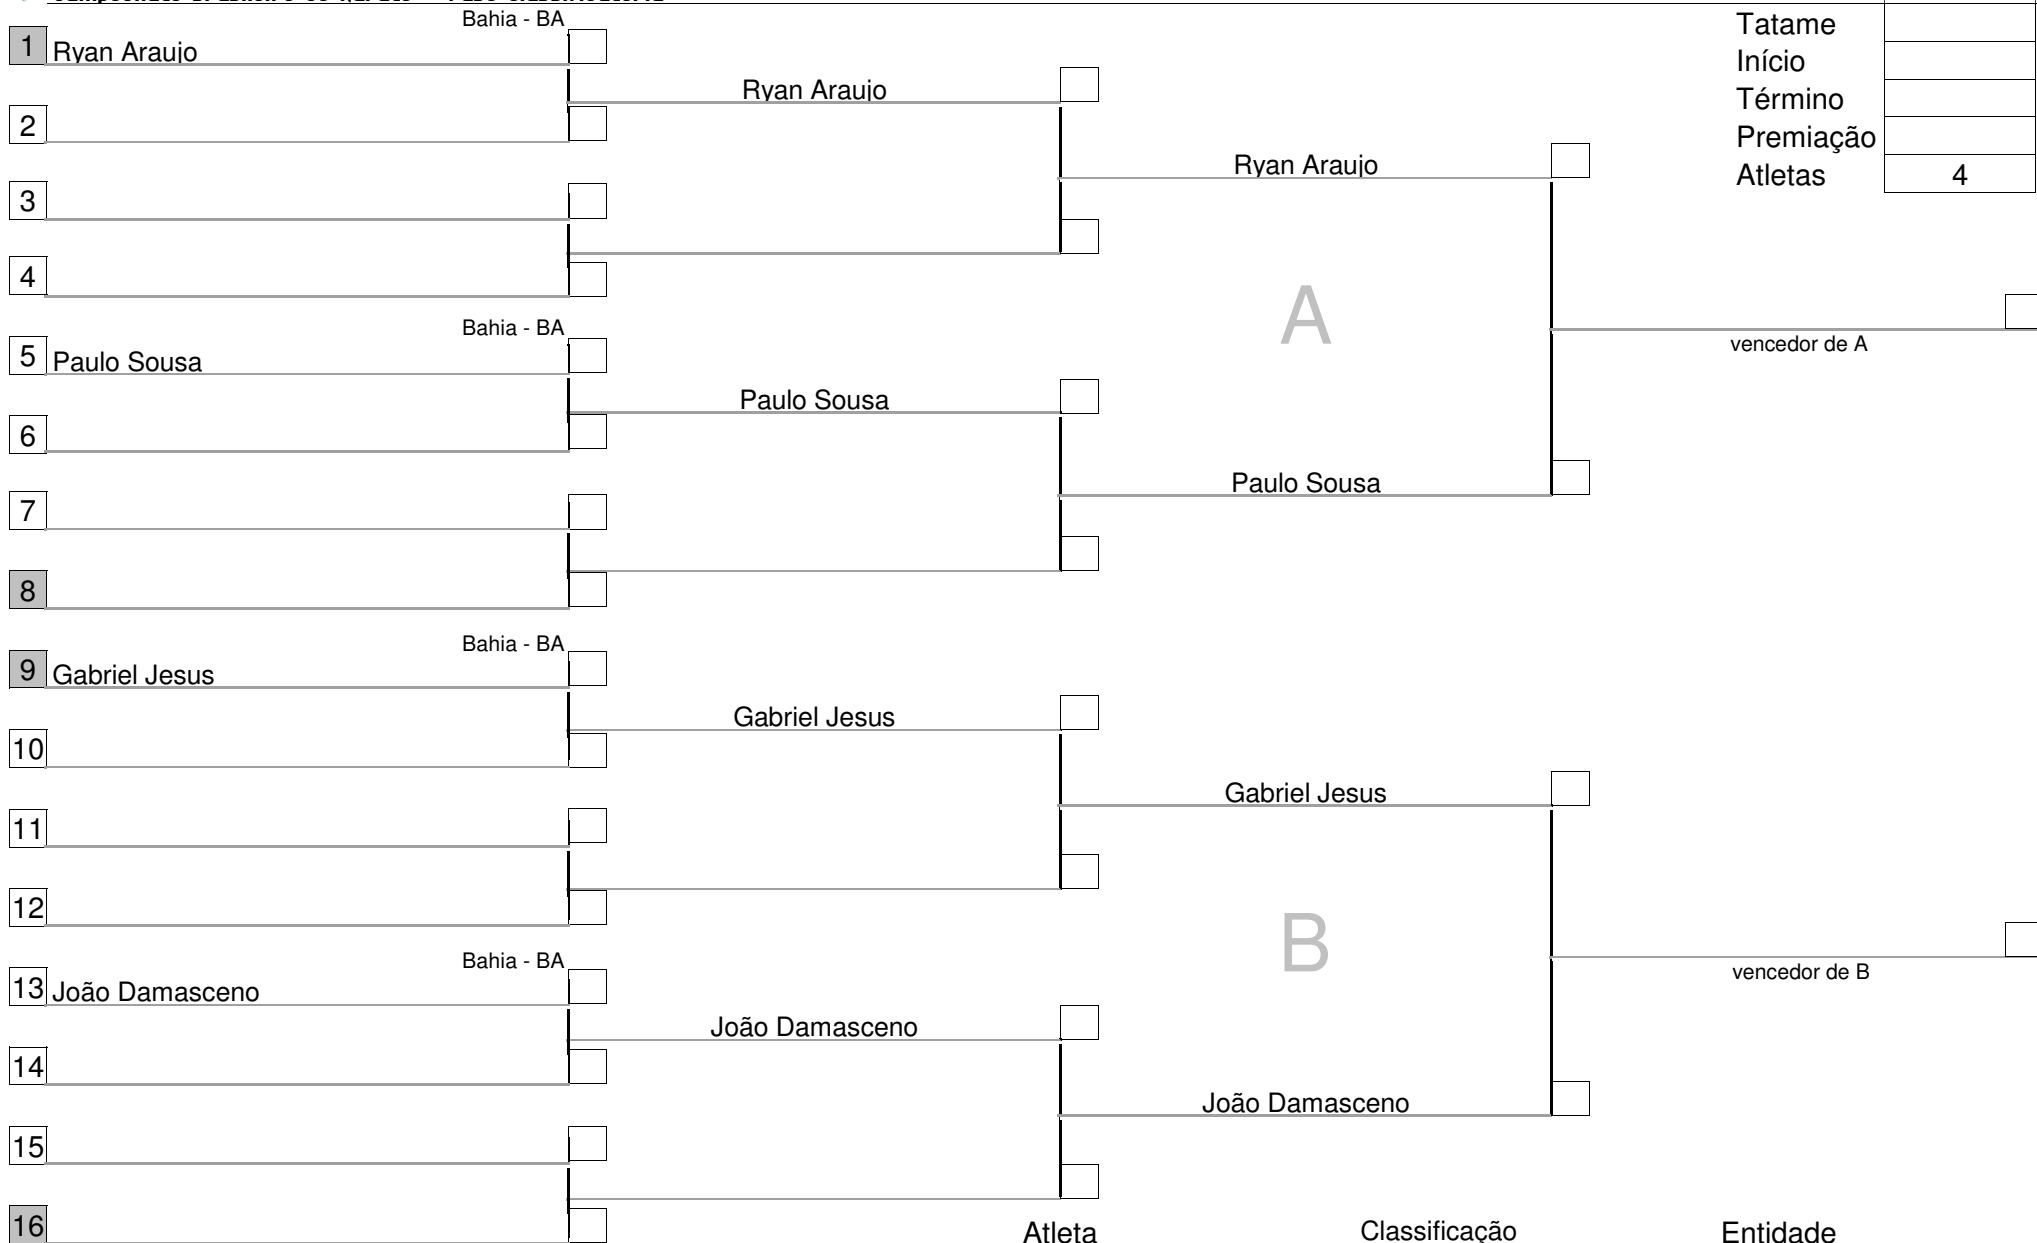 Bahia - BA
Tatame
1 Ryan Araujo
Início
Ryan Araujo
Término
2
Premiação
Ryan Araujo
Atletas 4
3
4
Bahia - BA
A
vencedor de A
5 Paulo Sousa
Paulo Sousa
6
Paulo Sousa
7
8
Bahia - BA
9 Gabriel Jesus
Gabriel Jesus
10
Gabriel Jesus
11
12
B
Bahia - BA
vencedor de B
13 João Damasceno
João Damasceno
14
João Damasceno
15
16
Atleta Classificação Entidade